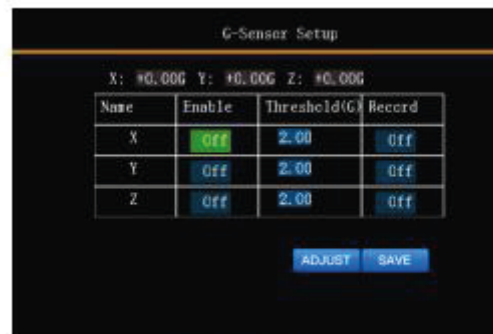 G-Sensor Setup
X: +0.00G Y: +0.00G Z: +0.00G
Name Enable Threshold(G) Record
X Off 2.00 Off
Y Off 2.00 Off
Z Off 2.00 Off
ADJUST SAVE